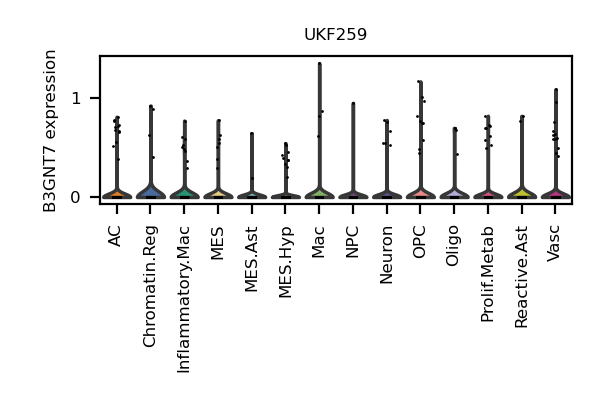 UKF259
B3GNT7 expression
1
0
AC
Chromatin.Reg
Inflammatory.Mac
MES
MES.Ast
MES.Hyp
Mac
NPC
Neuron
OPC
Oligo
Prolif.Metab
Reactive.Ast
Vasc